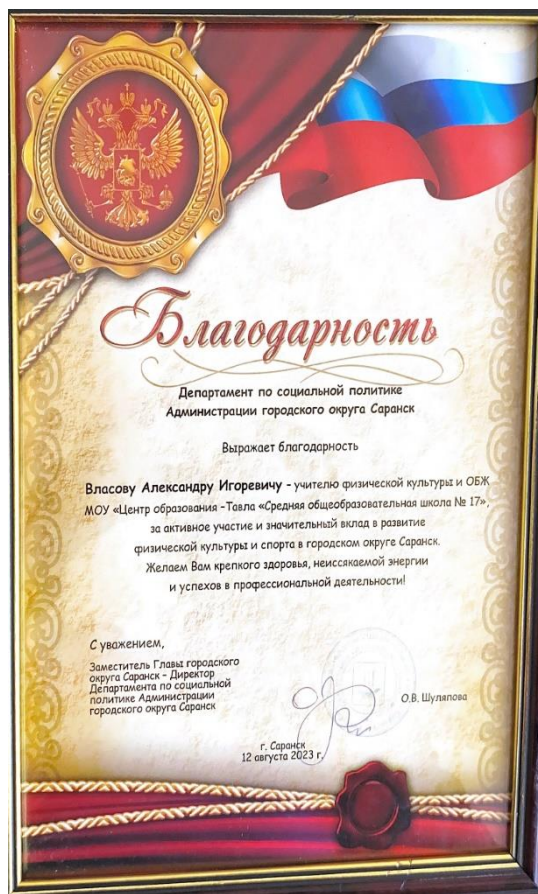 Благодарность
Департамент по социальной политике
Администрации городского округа Саранск
Выражает благодарность
Власову Александру Игоревичу - учителю физической культуры и ОБЖ
МОУ «Центр образования -Тавла «Средняя общеобразовательная школа № 17»,
за активное участие и значительный вклад в развитие
физической культуры и спорта в городском округе Саранск.
Желаем Вам крепкого здоровья, неиссякаемой энергии
и успехов в профессиональной деятельности!
С уважением,
Заместитель Главы городского
округа Саранск – Директор
Департамента по социальной
политике Администрации
городского округа Саранск
О.В. Шуляпова
г. Саранск
12 августа 2023 г.